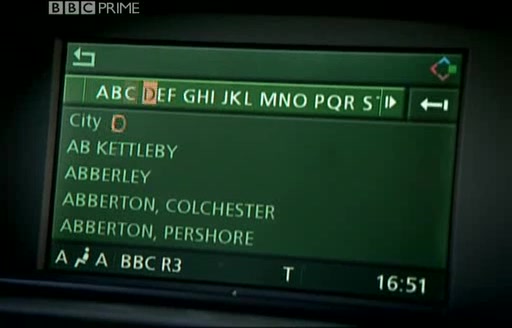 BBC PRIME
ABC DEF GHI JKL MNO PQR S
City D
AB KETTLEBY
ABBERLEY
ABBERTON, COLCHESTER
ABBERTON, PERSHORE
A A BBC R3 T 16:51